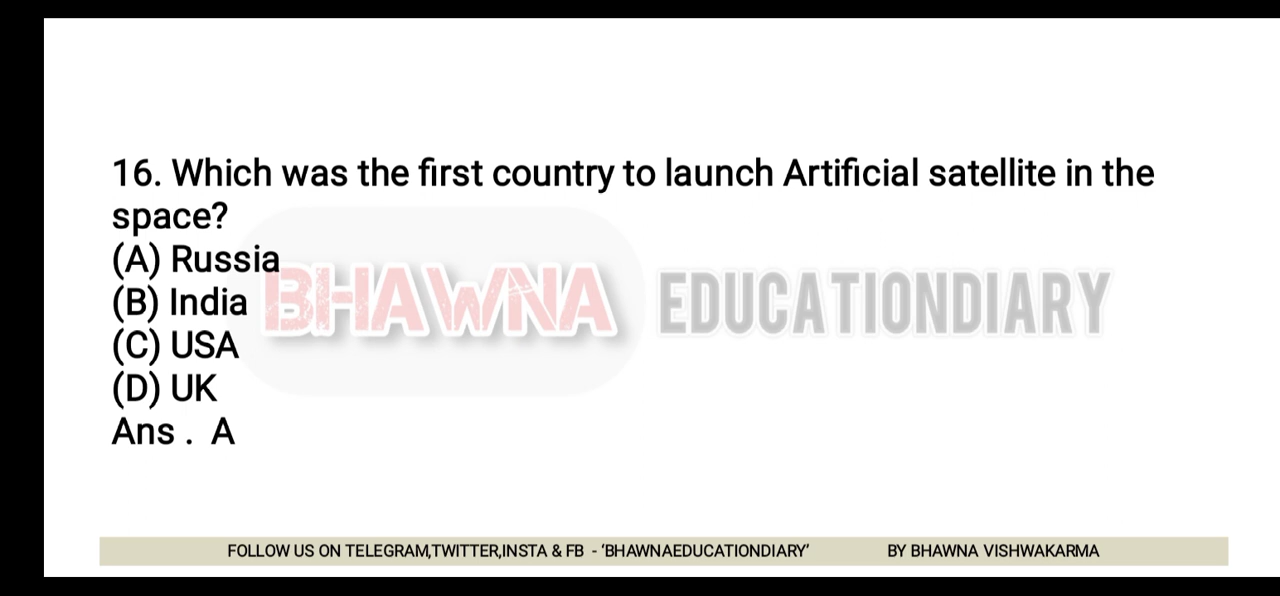 16. Which was the first country to launch Artificial satellite in the
space?
(A) Russia
(B) India
(C) USA
(D) UK
Ans . A
BHAWNA EDUCATIONDIARY
FOLLOW US ON TELEGRAM,TWITTER,INSTA & FB - 'BHAWNAEDUCATIONDIARY' BY BHAWNA VISHWAKARMA